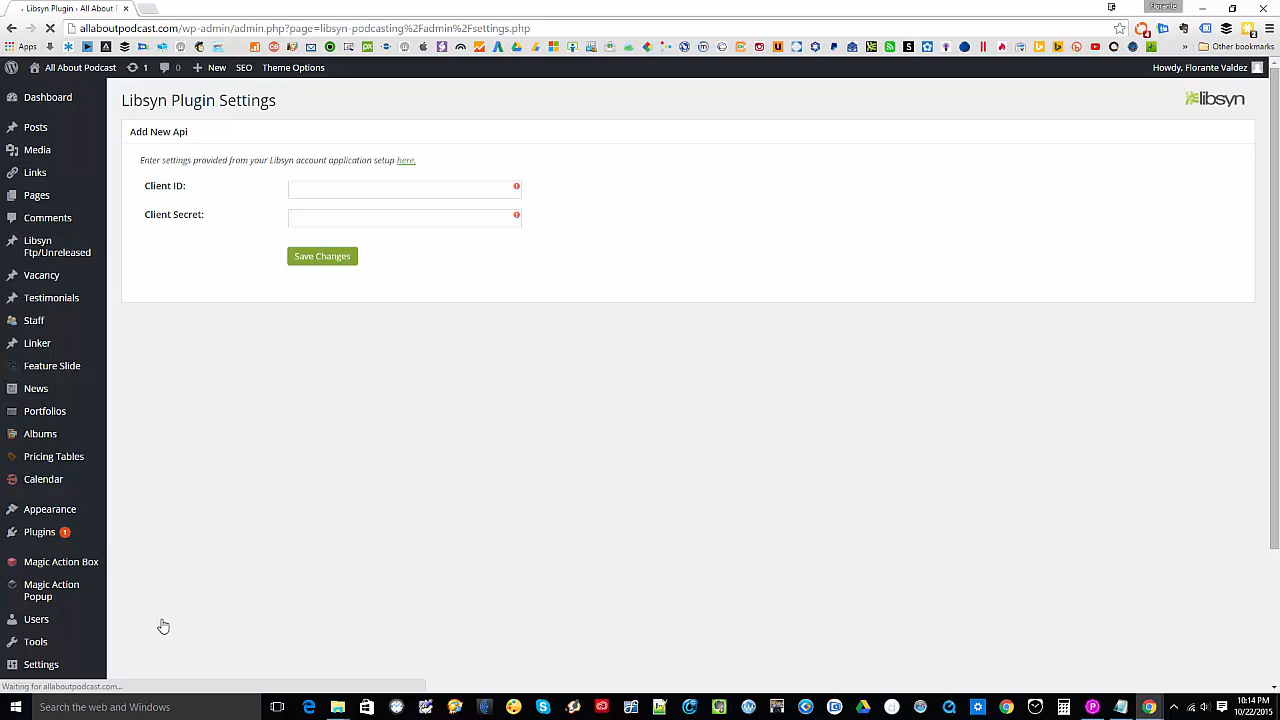 Libsyn Plugin ‹ All About P
florante
allaboutpodcast.com/wp-admin/admin.php?page=libsyn-podcasting%2Fadmin%2Fsettings.php
Apps
» Other bookmarks
All About Podcast 1 0 + New SEO Theme Options
Howdy, Florante Valdez
Dashboard
Posts
Media
Links
Pages
Comments
Libsyn
Ftp/Unreleased
Vacancy
Testimonials
Staff
Linker
Feature Slide
News
Portfolios
Albums
Pricing Tables
Calendar
Appearance
Plugins 1
Magic Action Box
Magic Action
Popup
Users
Tools
Settings
Libsyn Plugin Settings
libsyn
Add New Api
Enter settings provided from your Libsyn account application setup here.
Client ID:
Client Secret:
Save Changes
Waiting for allaboutpodcast.com...
Search the web and Windows
10:14 PM
10/22/2015